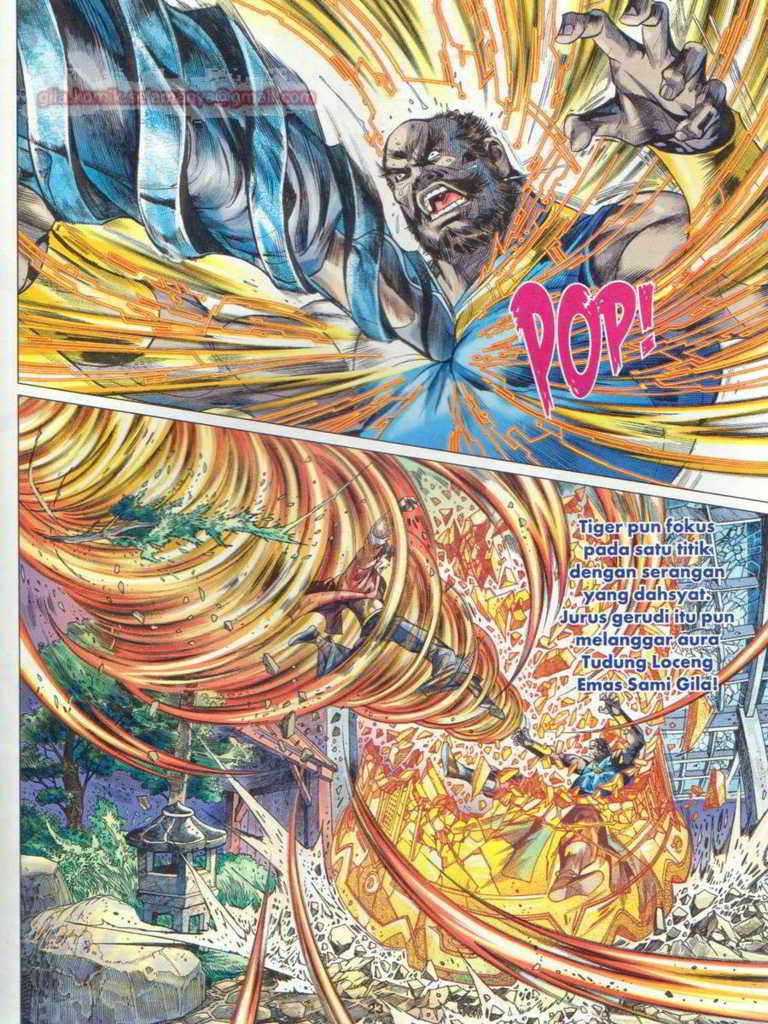 POP!
Tiger pun fokus
pada satu titik
dengan serangan
yang dahsyat.
Jurus gerudi itu pun
melanggar aura
Tudung Loceng
Emas Sami Gila!
23